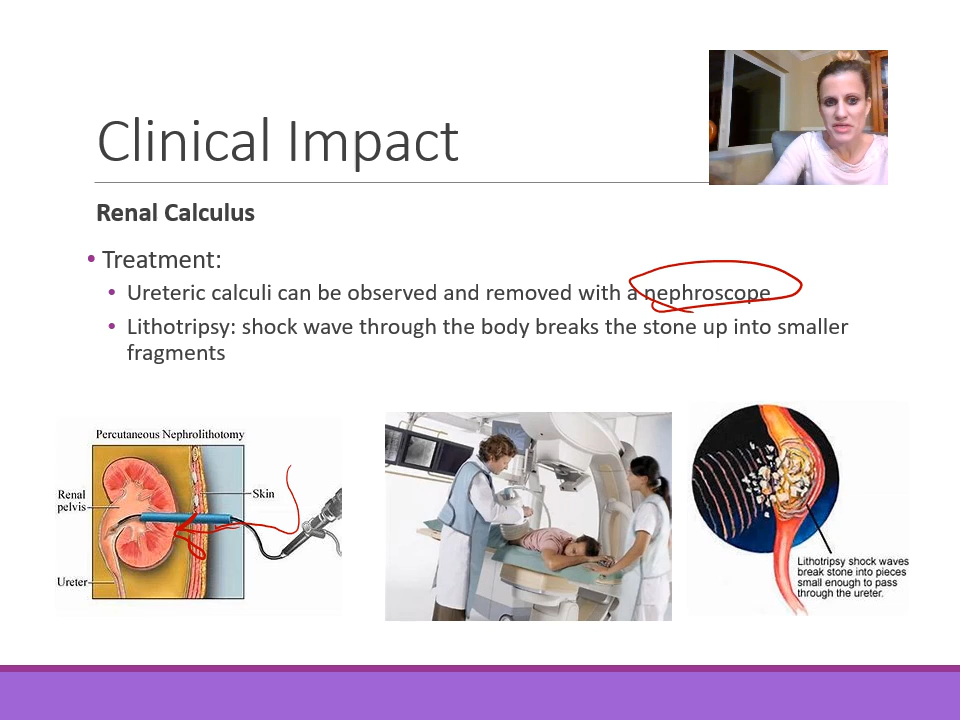 Clinical Impact
Renal Calculus
• Treatment:
• Ureteric calculi can be observed and removed with a nephroscope
• Lithotripsy: shock wave through the body breaks the stone up into smaller
fragments
Percutaneous Nephrolithotomy
Renal
pelvis
Skin
Ureter
Lithotripsy shock waves
break stone into pieces
small enough to pass
through the ureter.